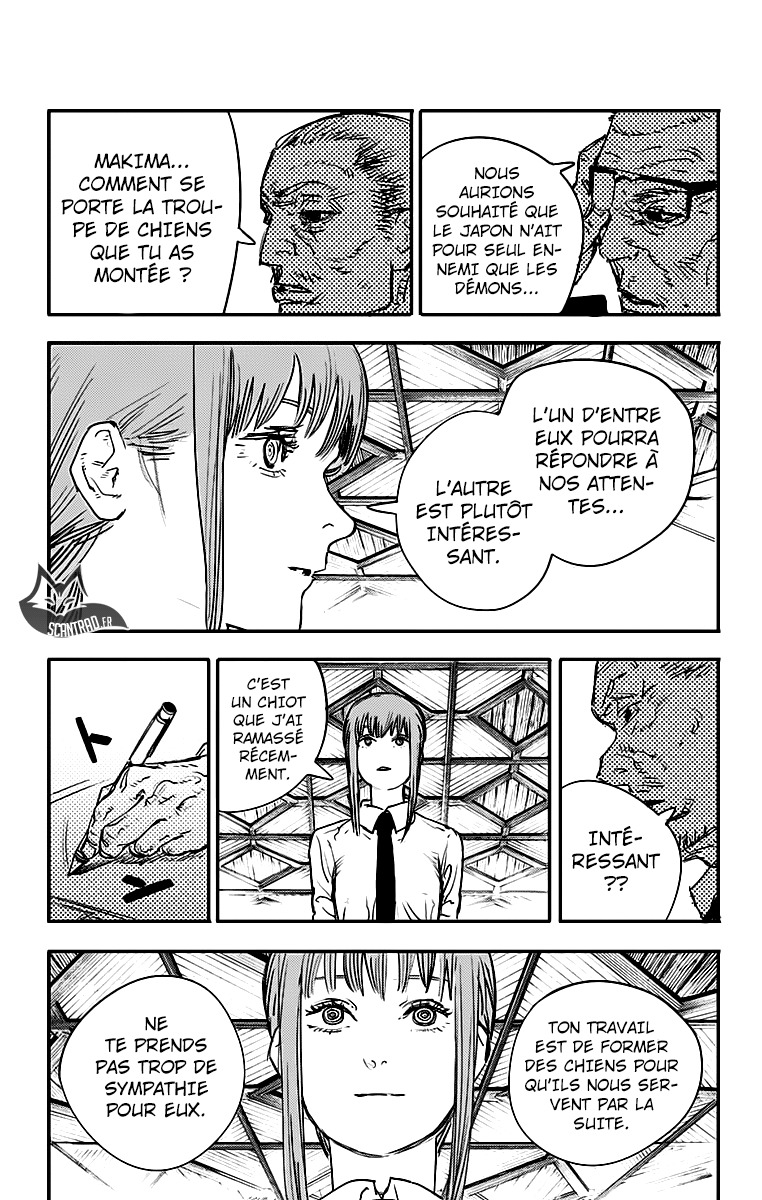 NOUS
AURIONS
SOUHAITÉ QUE
LE JAPON N'AIT
POUR SEUL EN-
NEMI QUE LES
DÉMONS...
MAKIMA...
COMMENT SE
PORTE LA TROU-
PE DE CHIENS
QUE TU AS
MONTÉE ?
L'UN D'ENTRE
EUX POURRA
RÉPONDRE À
NOS ATTEN-
TES...
L'AUTRE
EST PLUTÔT
INTÉRES-
SANT.
SCANTRAD.FR
INTÉ-
RESSANT
??
C'EST
UN CHIOT
QUE J'AI
RAMASSÉ
RÉCEM-
MENT.
ト
ン
TON TRAVAIL
EST DE FORMER
DES CHIENS POUR
QU'ILS NOUS SER-
VENT PAR LA
SUITE.
NE
TE PRENDS
PAS TROP DE
SYMPATHIE
POUR EUX.